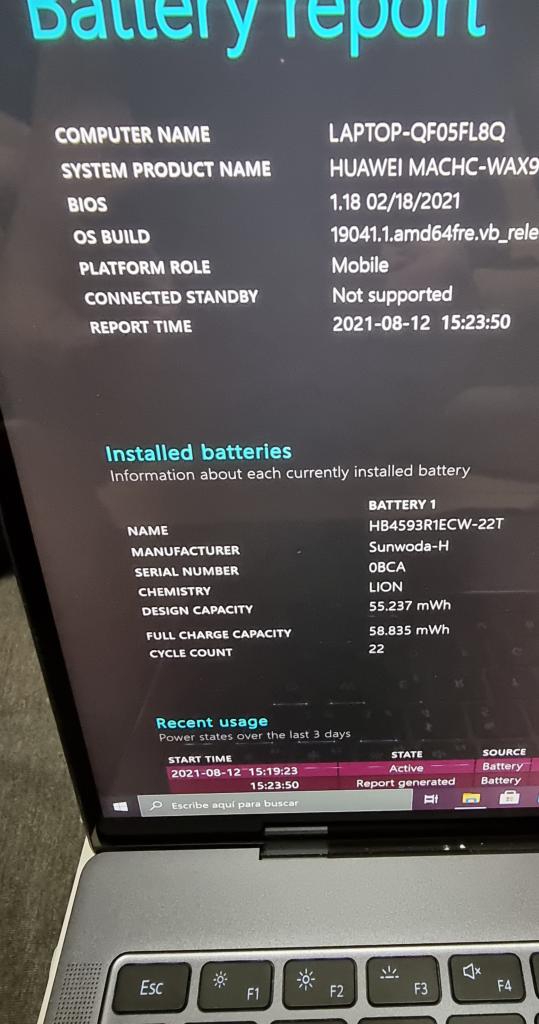 Battery report
COMPUTER NAME LAPTOP-QF05FL8Q
SYSTEM PRODUCT NAME HUAWEI MACHC-WAX9
BIOS 1.18 02/18/2021
OS BUILD 19041.1.amd64fre.vb_rele
PLATFORM ROLE Mobile
CONNECTED STANDBY Not supported
REPORT TIME 2021-08-12 15:23:50
Installed batteries
Information about each currently installed battery
BATTERY 1
NAME HB4593R1ECW-22T
MANUFACTURER Sunwoda-H
SERIAL NUMBER 0BCA
CHEMISTRY LION
DESIGN CAPACITY 55.237 mWh
FULL CHARGE CAPACITY 58.835 mWh
CYCLE COUNT 22
Recent usage
Power states over the last 3 days
START TIME STATE SOURCE
2021-08-12 15:19:23 Active Battery
15:23:50 Report generated Battery
Escribe aquí para buscar
Esc F1 F2 F3 F4